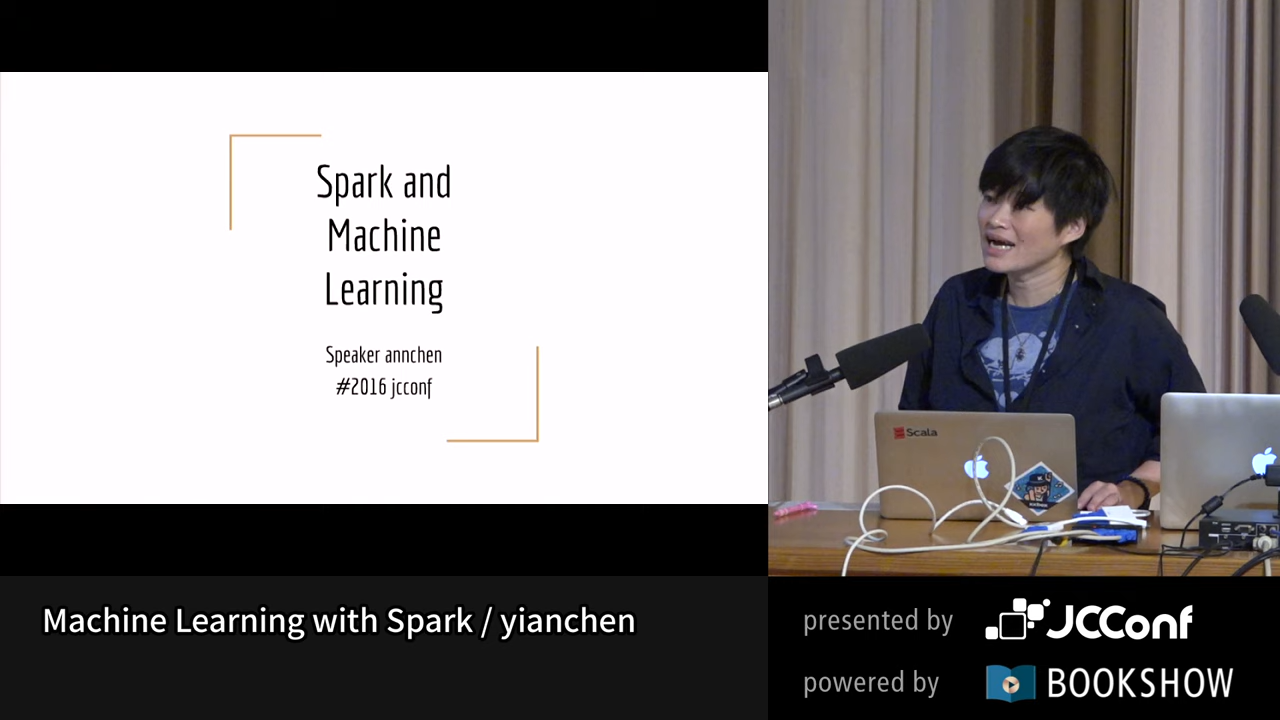 Spark and
Machine
Learning
Speaker annchen
#2016 jcconf
Scala
Machine Learning with Spark / yianchen
presented by JCConf
powered by BOOKSHOW